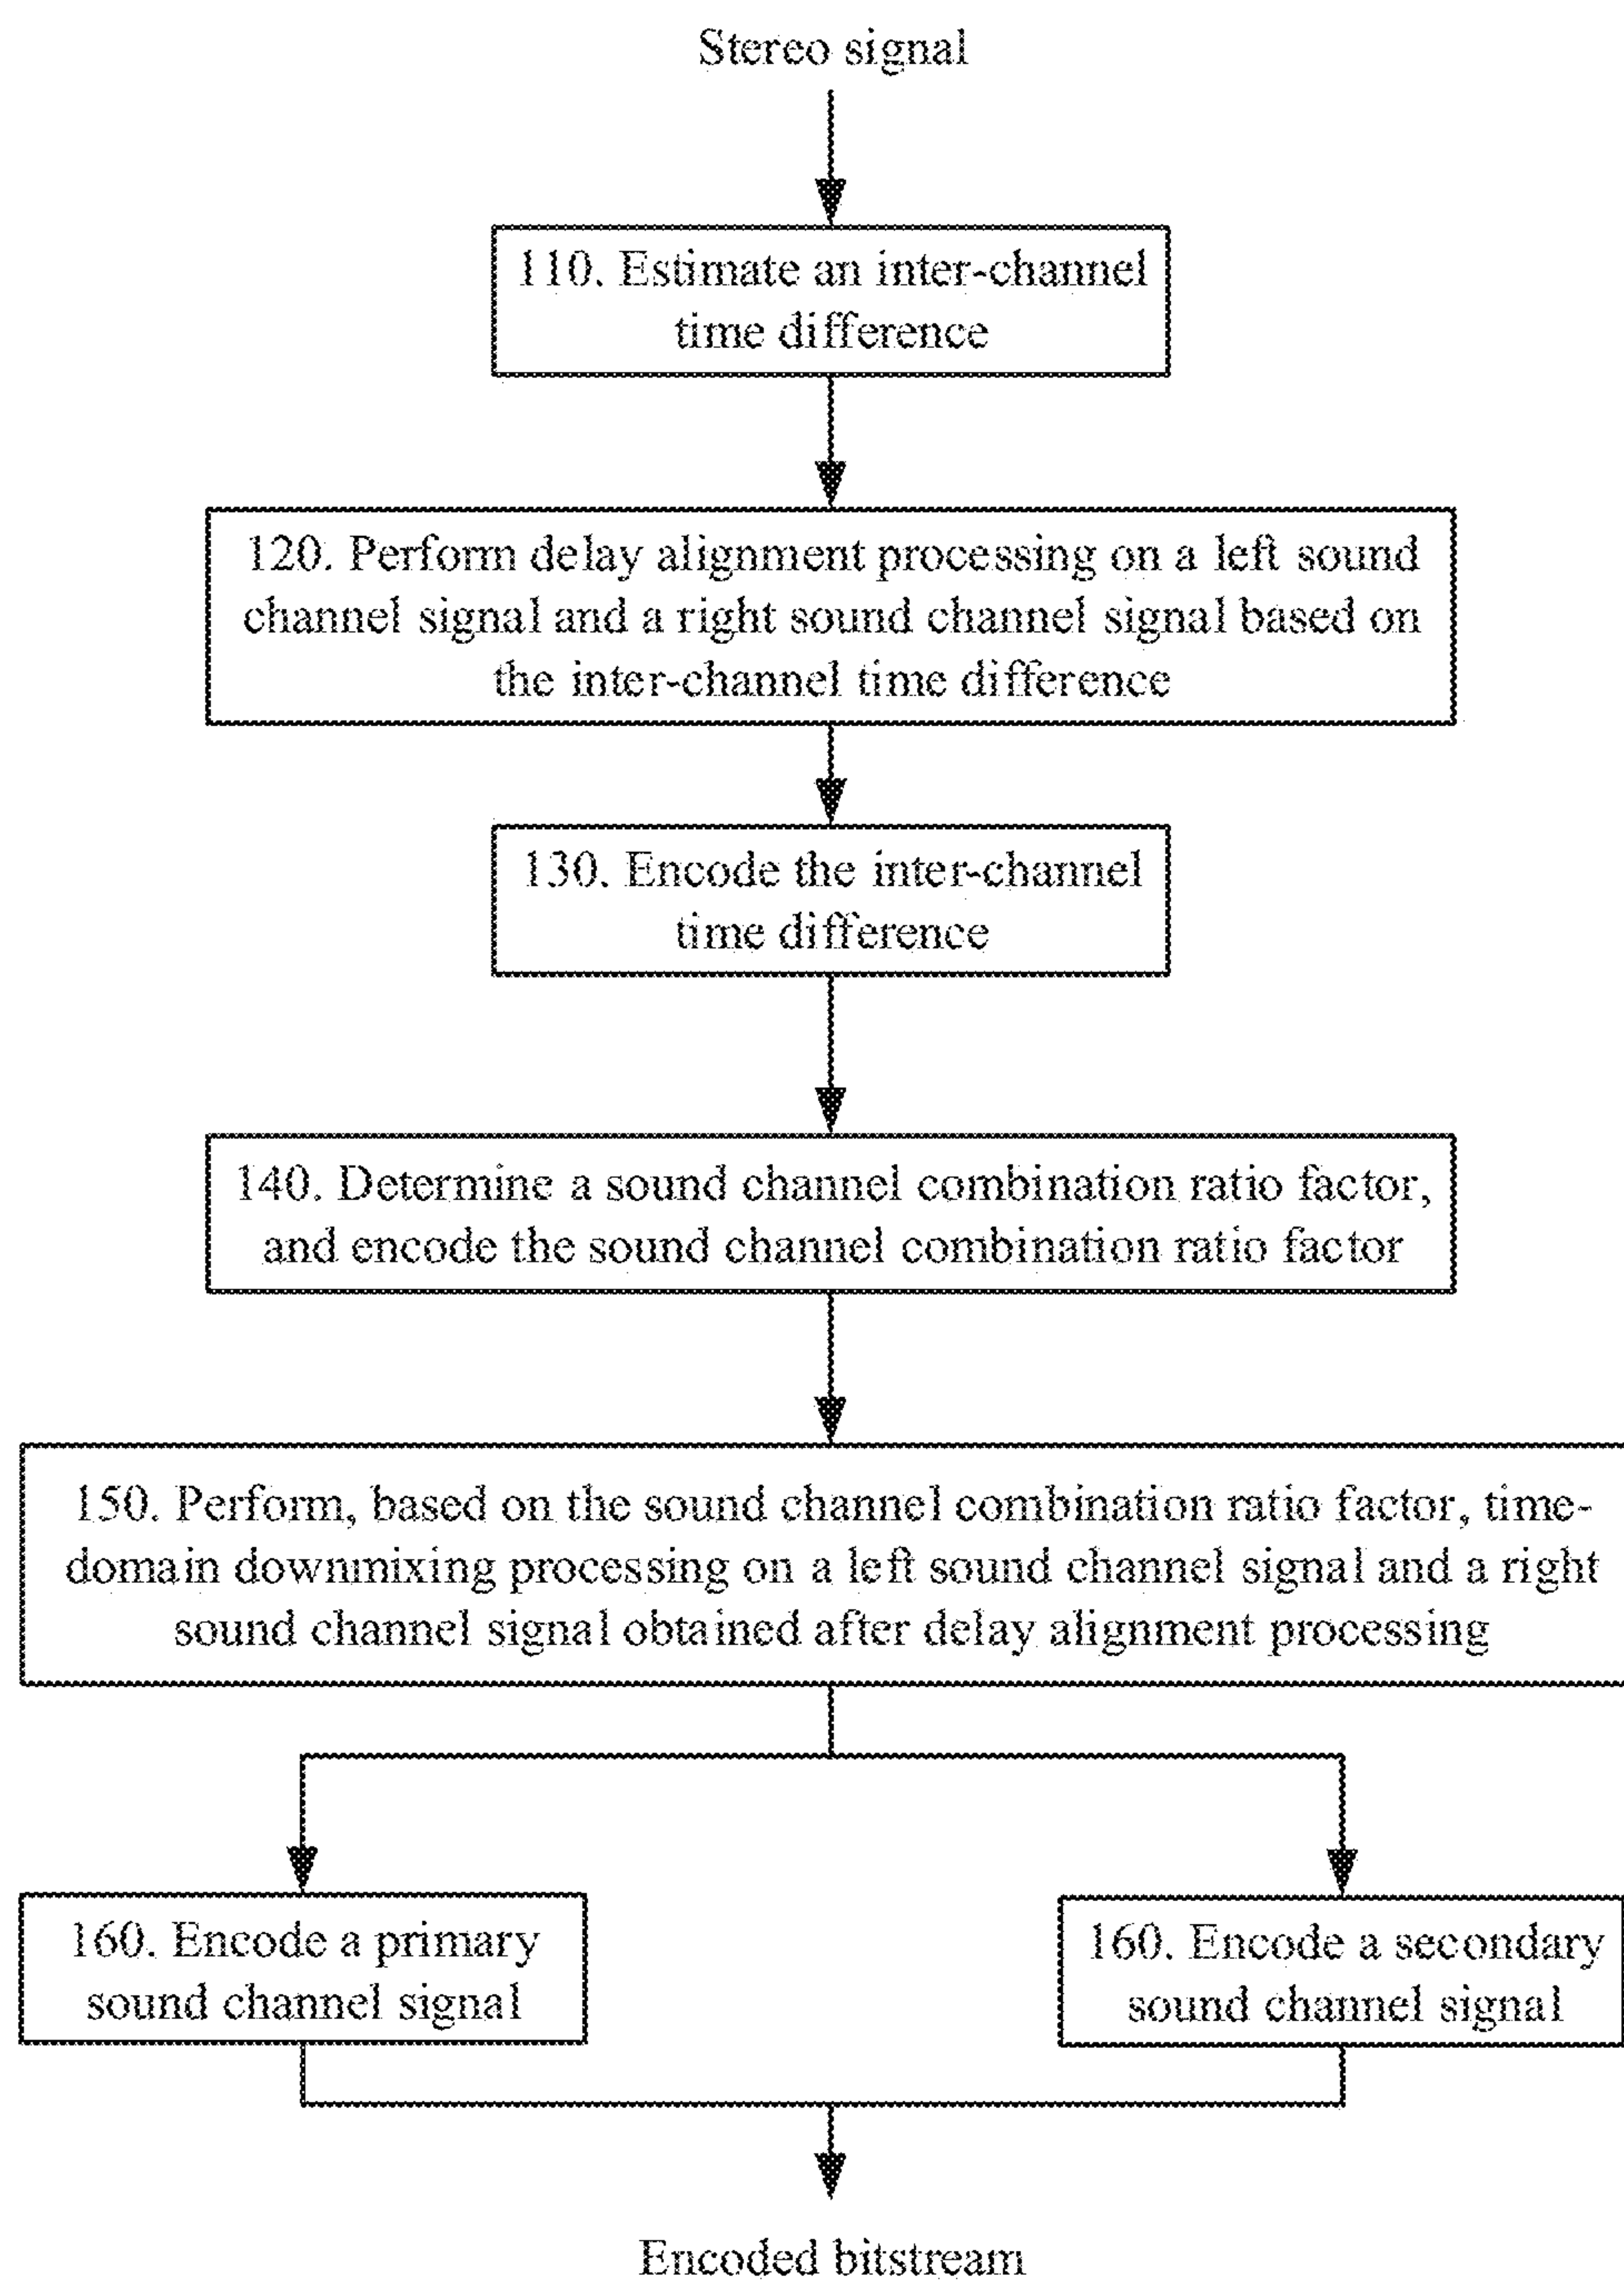 Stereo signal
110. Estimate an inter-channel
time difference
120. Perform delay alignment processing on a left sound
channel signal and a right sound channel signal based on
the inter-channel time difference
130. Encode the inter-channel
time difference
140. Determine a sound channel combination ratio factor,
and encode the sound channel combination ratio factor
150. Perform, based on the sound channel combination ratio factor, time-
domain downmixing processing on a left sound channel signal and a right
sound channel signal obtained after delay alignment processing
160. Encode a primary
sound channel signal
160. Encode a secondary
sound channel signal
Encoded bitstream